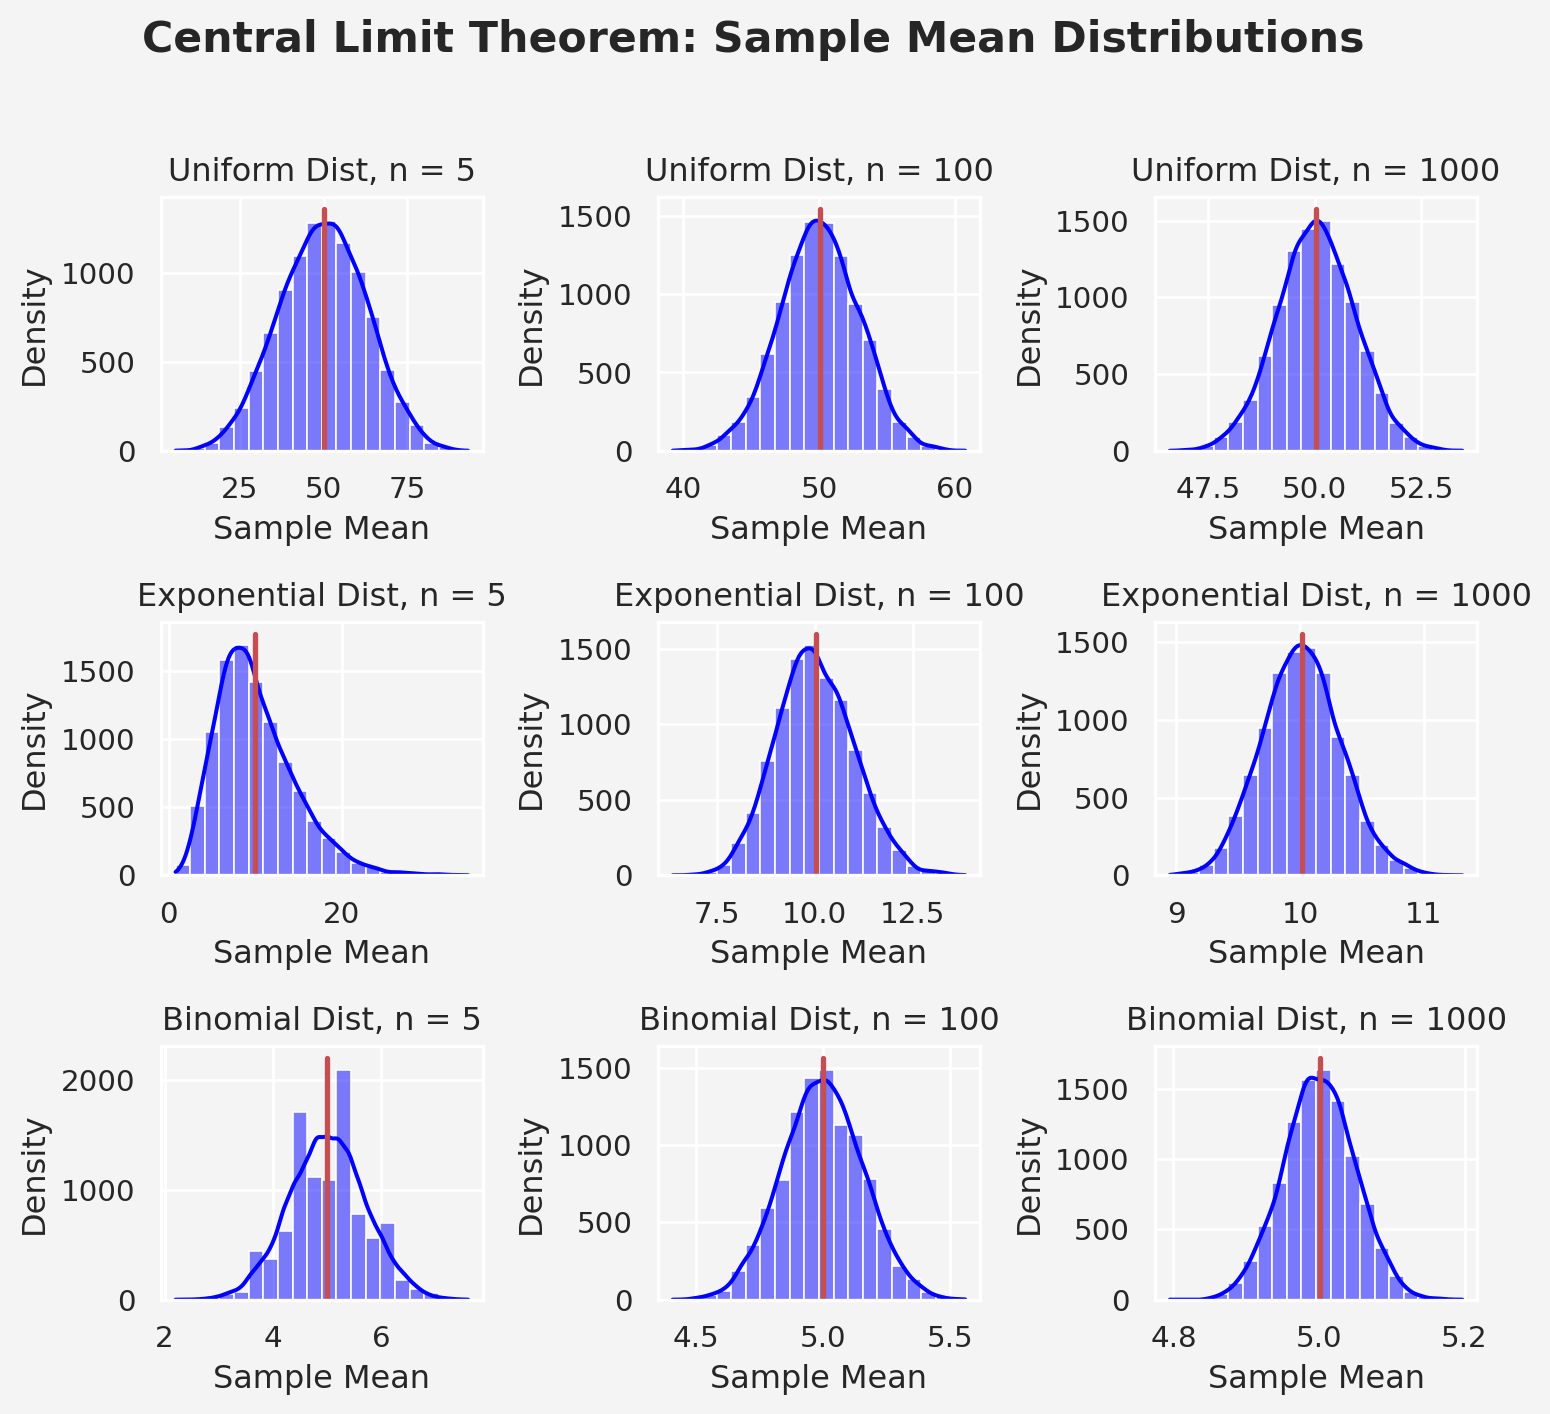 Central Limit Theorem: Sample Mean Distributions
Uniform Dist, n = 5
Density
0
500
1000
25 50 75
Sample Mean
Uniform Dist, n = 100
Density
0
500
1000
1500
40 50 60
Sample Mean
Uniform Dist, n = 1000
Density
0
500
1000
1500
47.5 50.0 52.5
Sample Mean
Exponential Dist, n = 5
Density
0
500
1000
1500
0 20
Sample Mean
Exponential Dist, n = 100
Density
0
500
1000
1500
7.5 10.0 12.5
Sample Mean
Exponential Dist, n = 1000
Density
0
500
1000
1500
9 10 11
Sample Mean
Binomial Dist, n = 5
Density
0
1000
2000
2 4 6
Sample Mean
Binomial Dist, n = 100
Density
0
500
1000
1500
4.5 5.0 5.5
Sample Mean
Binomial Dist, n = 1000
Density
0
500
1000
1500
4.8 5.0 5.2
Sample Mean